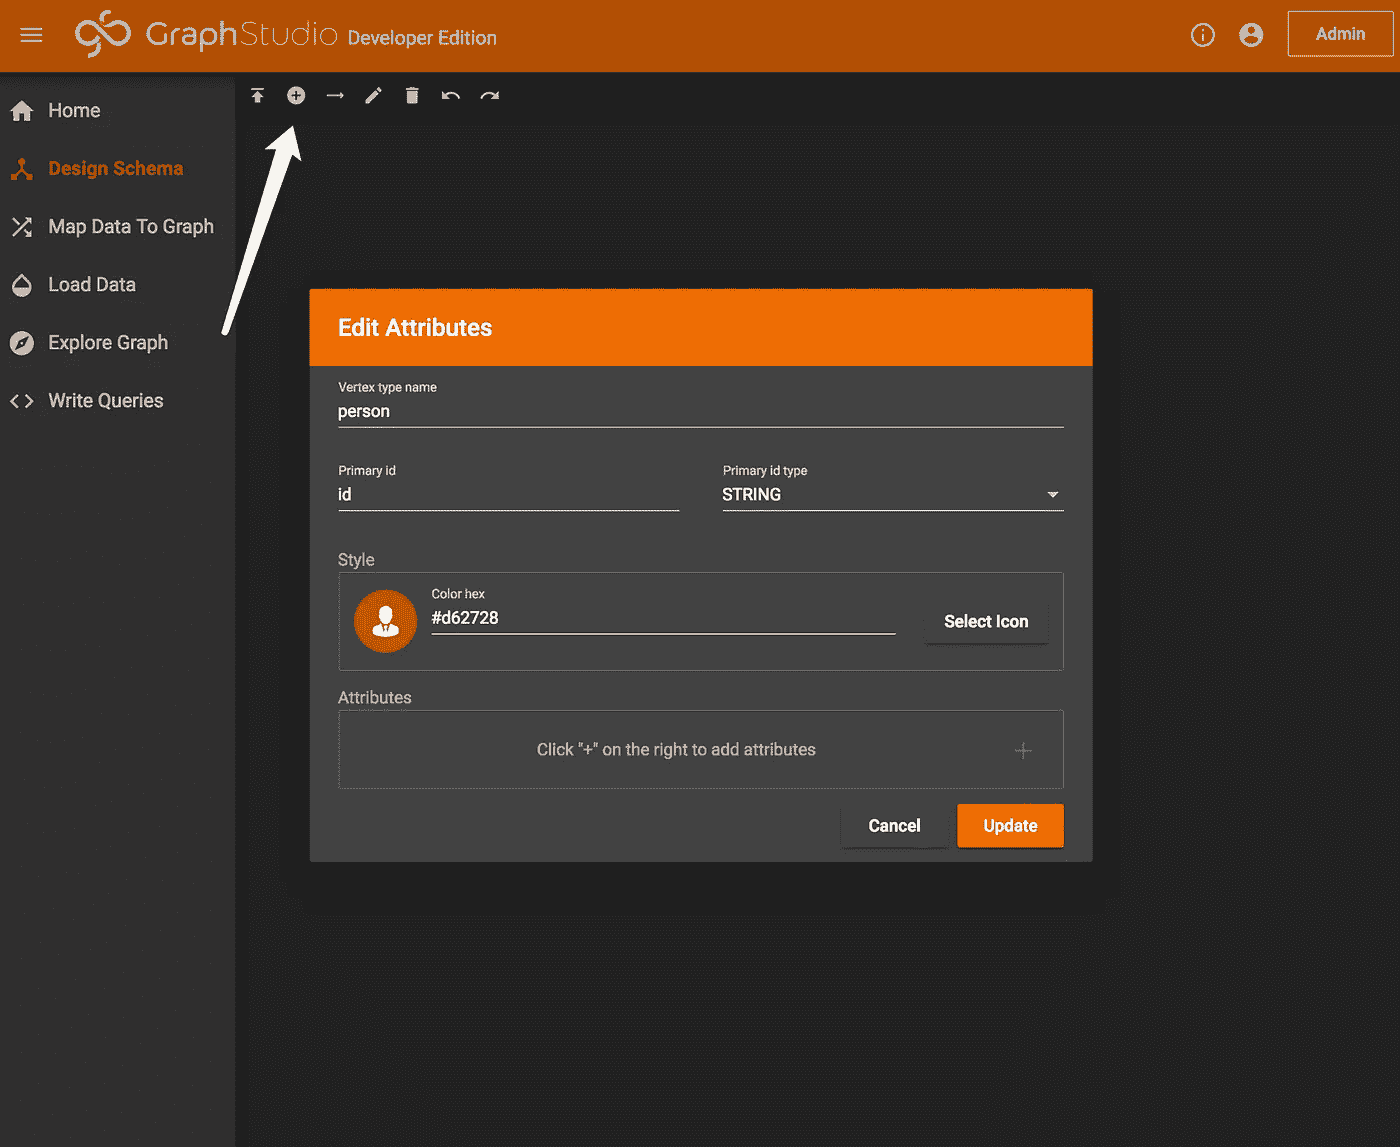 GraphStudio Developer Edition
Admin
Home
Design Schema
Map Data To Graph
Load Data
Explore Graph
Write Queries
Edit Attributes
Vertex type name
person
Primary id
Primary id type
id
STRING
Style
Color hex
#d62728
Select Icon
Attributes
Click "+" on the right to add attributes
Cancel
Update